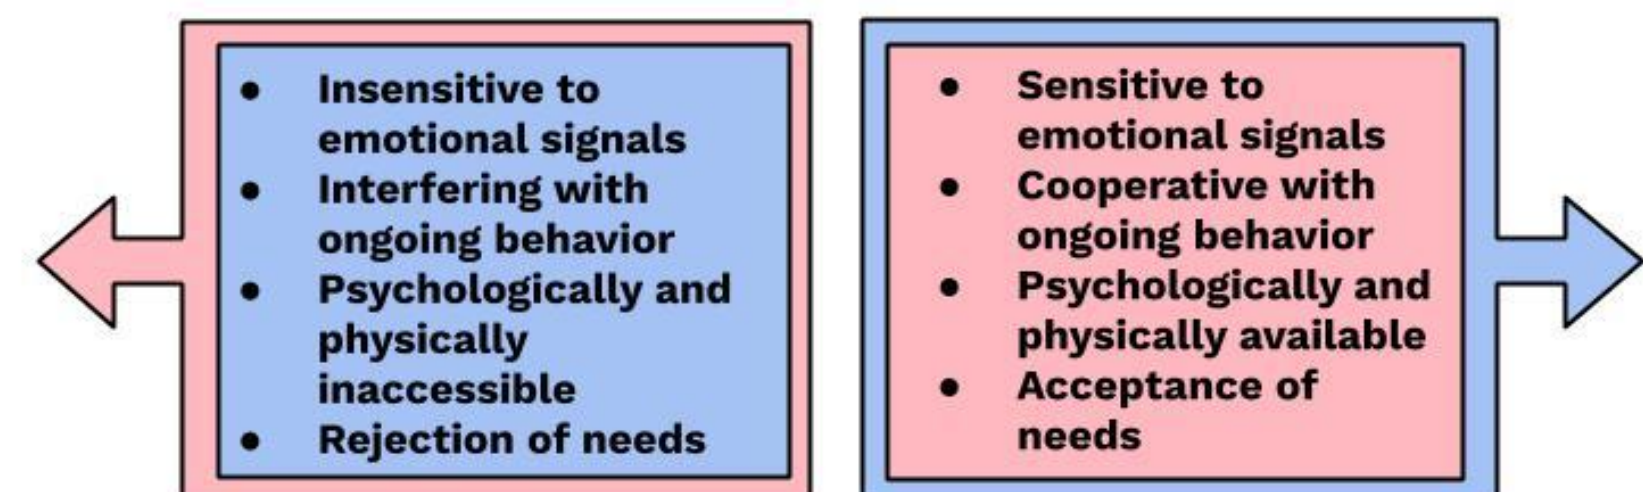 ● Insensitive to
emotional signals
● Interfering with
ongoing behavior
● Psychologically and
physically
inaccessible
● Rejection of needs
● Sensitive to
emotional signals
● Cooperative with
ongoing behavior
● Psychologically and
physically available
● Acceptance of
needs